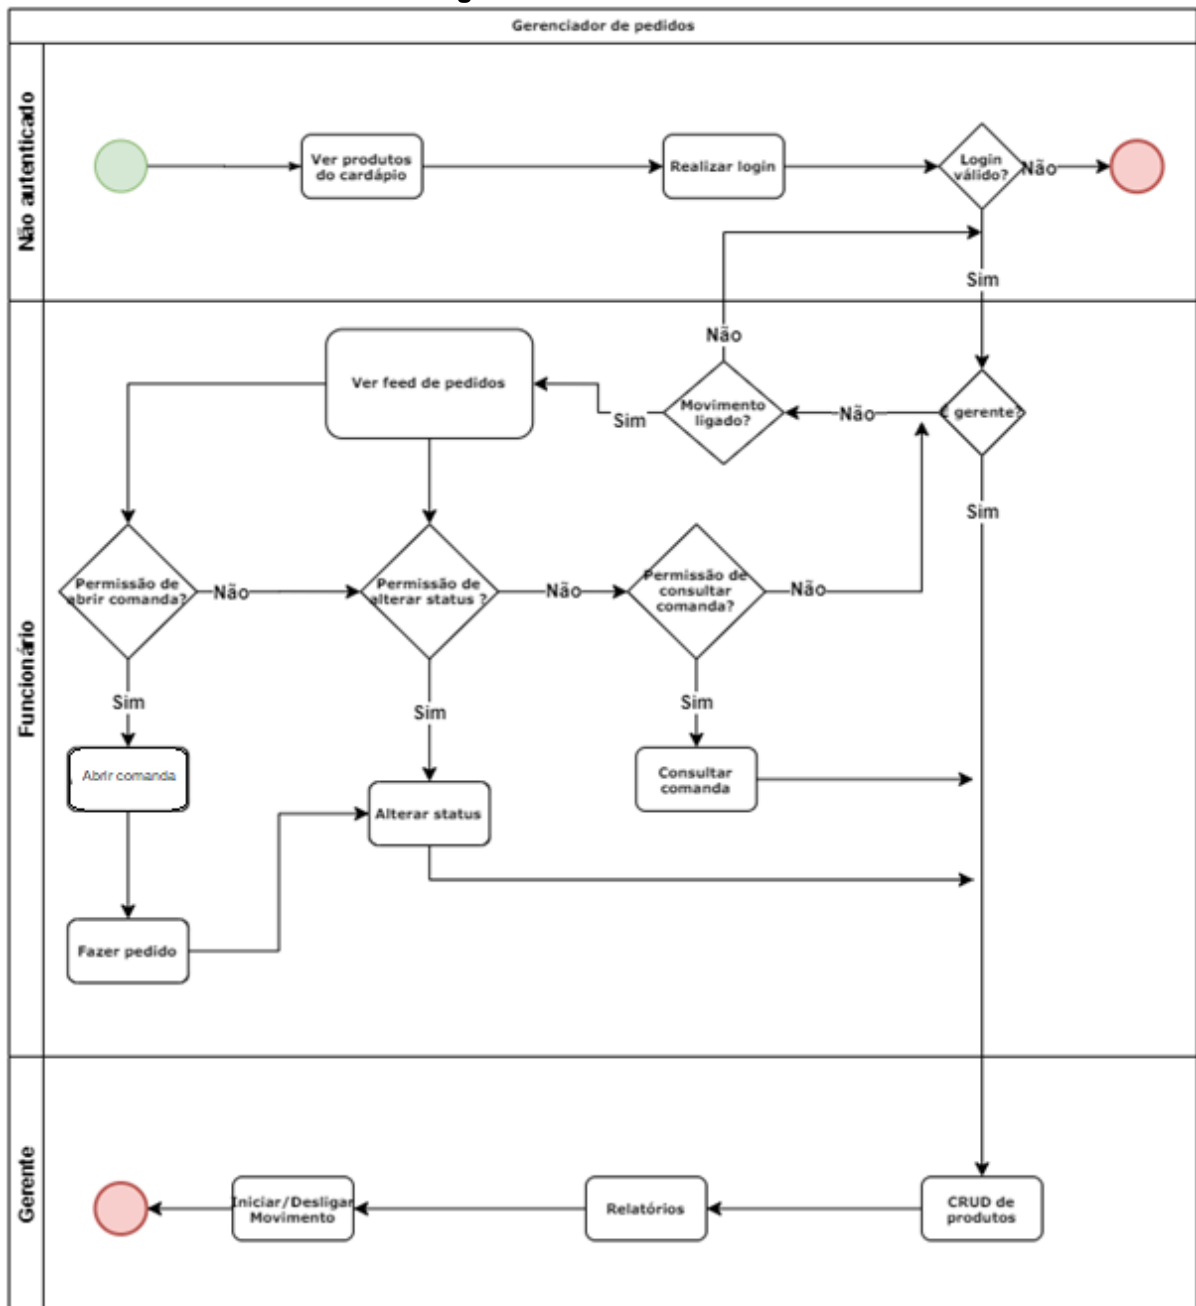 Gerenciador de pedidos
Não autenticado
Ver produtos
do cardápio
Realizar login
Login
válido?
Não
Sim
Funcionário
Não
Ver feed de pedidos
Sim
Movimento
ligado?
Não
É gerente?
Sim
Permissão de
abrir comanda?
Não
Permissão de
alterar status ?
Não
Permissão de
consultar
comanda?
Não
Sim
Sim
Sim
Abrir comanda
Consultar
comanda
Alterar status
Fazer pedido
Gerente
Iniciar/Desligar
Movimento
Relatórios
CRUD de
produtos